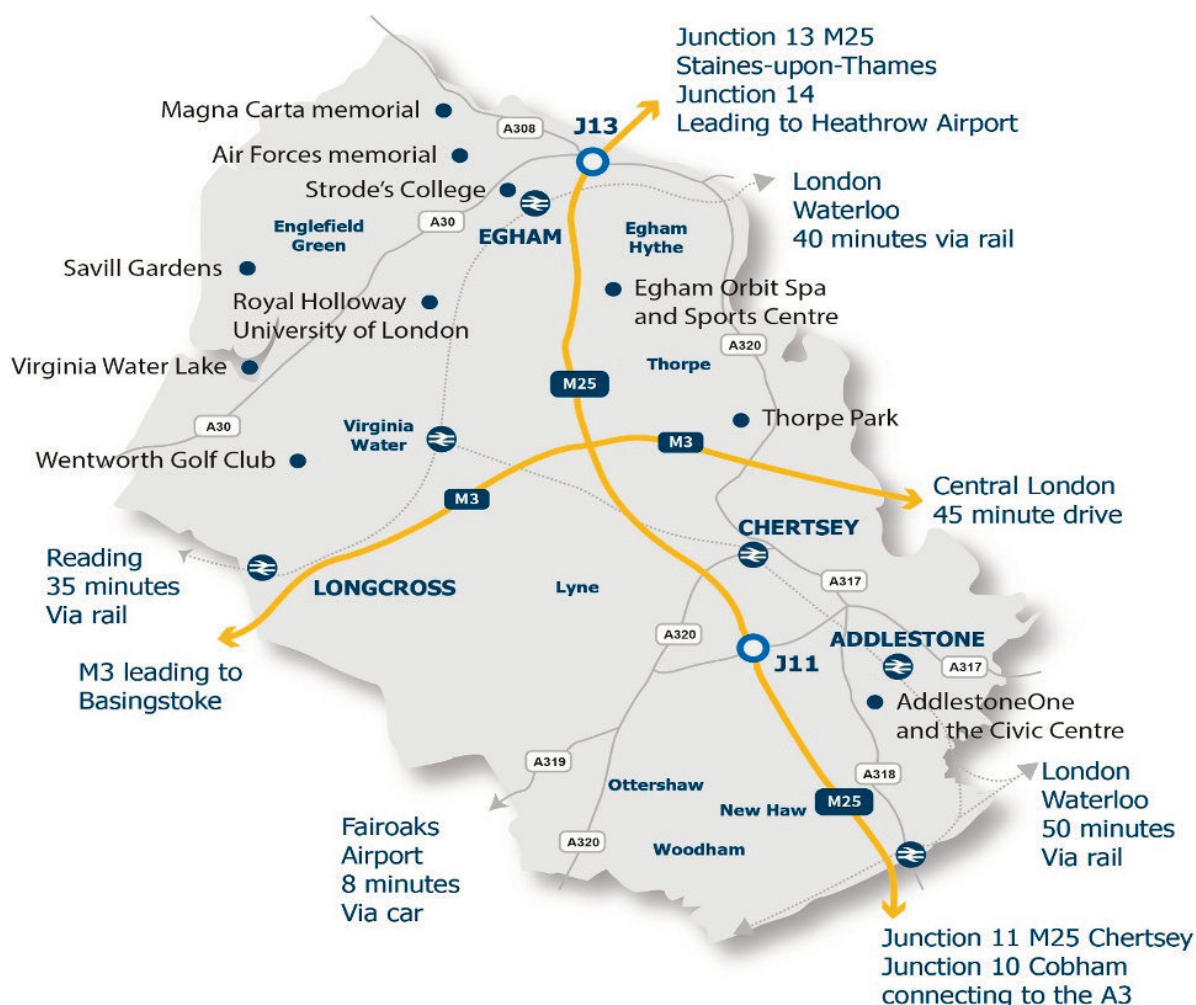 Junction 13 M25
Staines-upon-Thames
Junction 14
Leading to Heathrow Airport
Magna Carta memorial
A308
J13
Air Forces memorial
Strode's College
London
Waterloo
40 minutes via rail
A30
Englefield
Green
EGHAM
Egham
Hythe
Savill Gardens
Royal Holloway
University of London
Egham Orbit Spa
and Sports Centre
A320
Virginia Water Lake
Thorpe
M25
A30
Virginia
Water
Thorpe Park
M3
Wentworth Golf Club
M3
Central London
45 minute drive
CHERTSEY
Reading
35 minutes
Via rail
LONGCROSS
Lyne
A317
A320
ADDLESTONE
J11
A317
M3 leading to
Basingstoke
AddlestoneOne
and the Civic Centre
A319
A318
Ottershaw
London
Waterloo
50 minutes
Via rail
New Haw
M25
Fairoaks
Airport
8 minutes
Via car
A320
Woodham
Junction 11 M25 Chertsey
Junction 10 Cobham
connecting to the A3